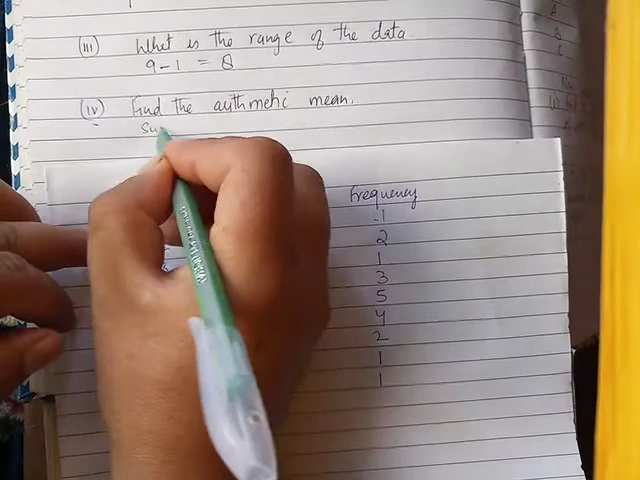 (iii) What is the range of the data.
9 - 1 = 8
(iv) Find the arithmetic mean.
Su
Frequency
1
2
1
3
5
4
2
1
1